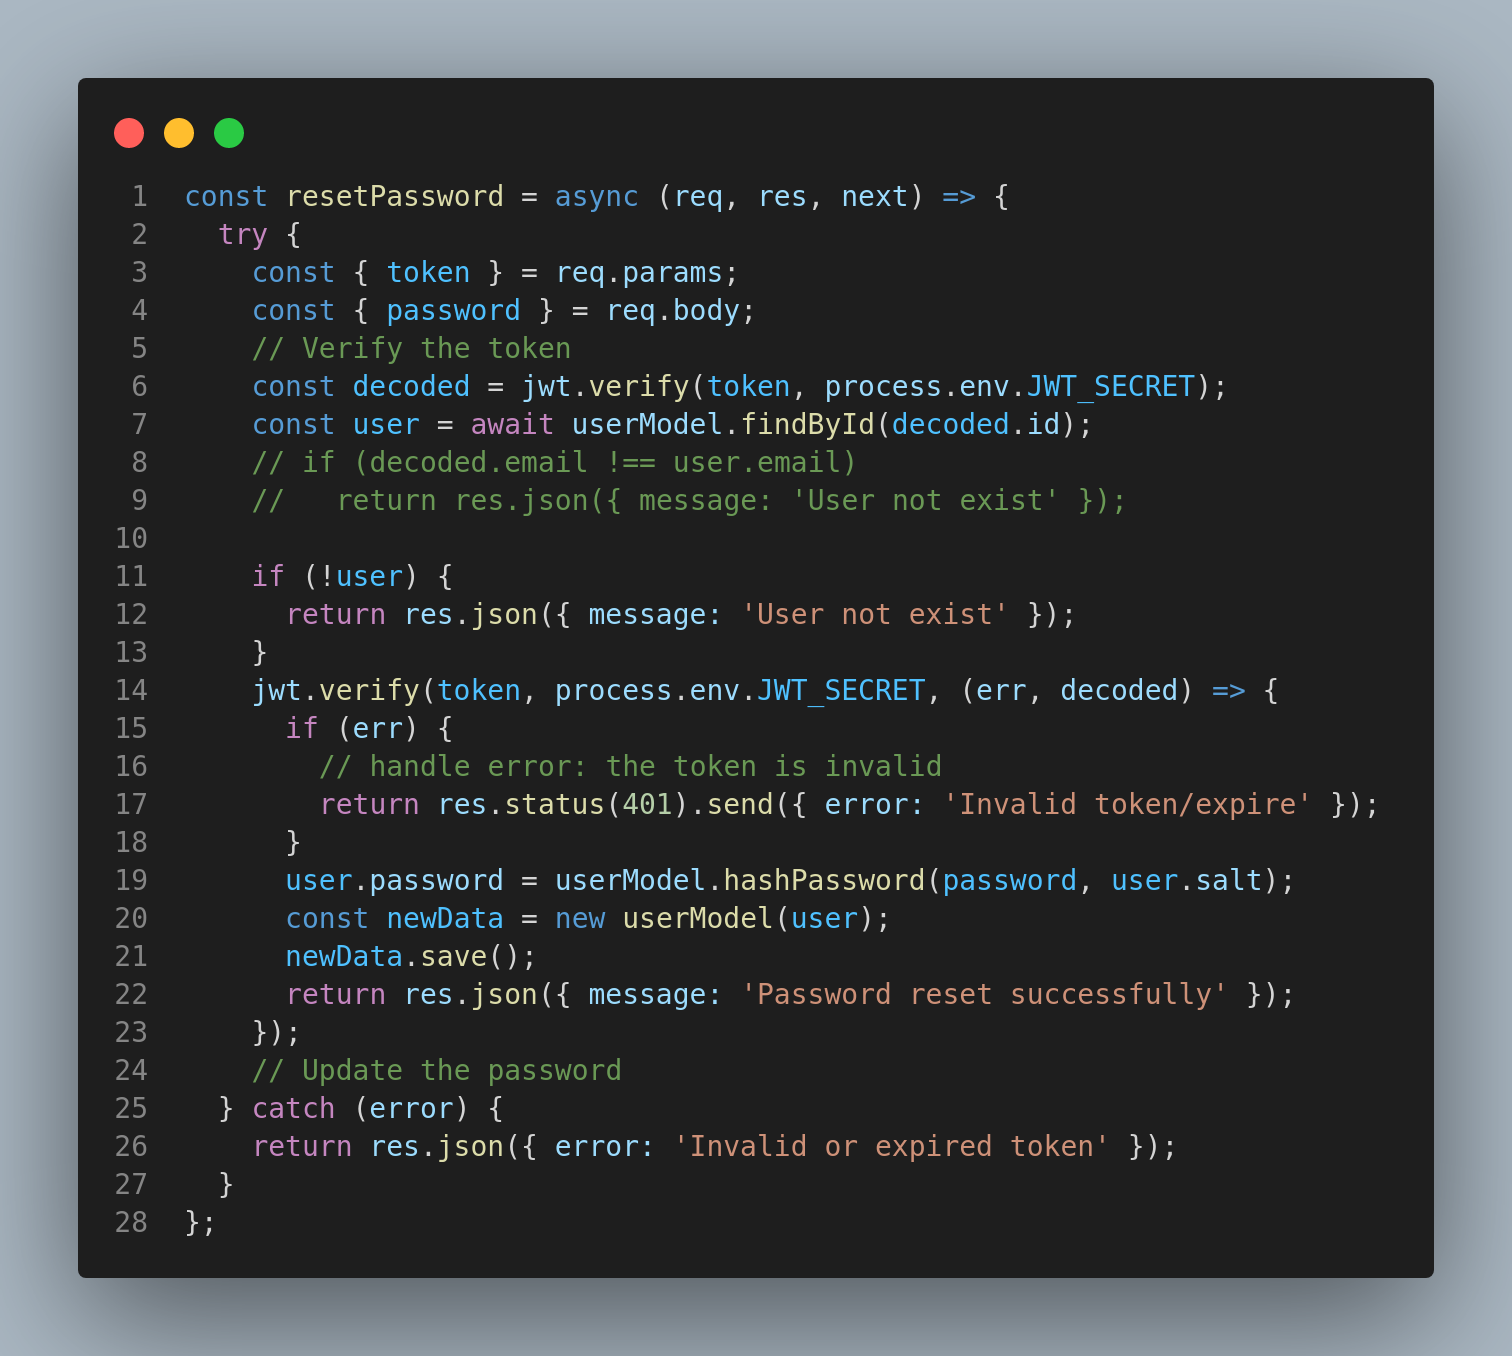 1 const resetPassword = async (req, res, next) => {
2   try {
3     const { token } = req.params;
4     const { password } = req.body;
5     // Verify the token
6     const decoded = jwt.verify(token, process.env.JWT_SECRET);
7     const user = await userModel.findById(decoded.id);
8     // if (decoded.email !== user.email)
9     //   return res.json({ message: 'User not exist' });
10
11     if (!user) {
12       return res.json({ message: 'User not exist' });
13     }
14     jwt.verify(token, process.env.JWT_SECRET, (err, decoded) => {
15       if (err) {
16         // handle error: the token is invalid
17         return res.status(401).send({ error: 'Invalid token/expire' });
18       }
19       user.password = userModel.hashPassword(password, user.salt);
20       const newData = new userModel(user);
21       newData.save();
22       return res.json({ message: 'Password reset successfully' });
23     });
24     // Update the password
25   } catch (error) {
26     return res.json({ error: 'Invalid or expired token' });
27   }
28 };